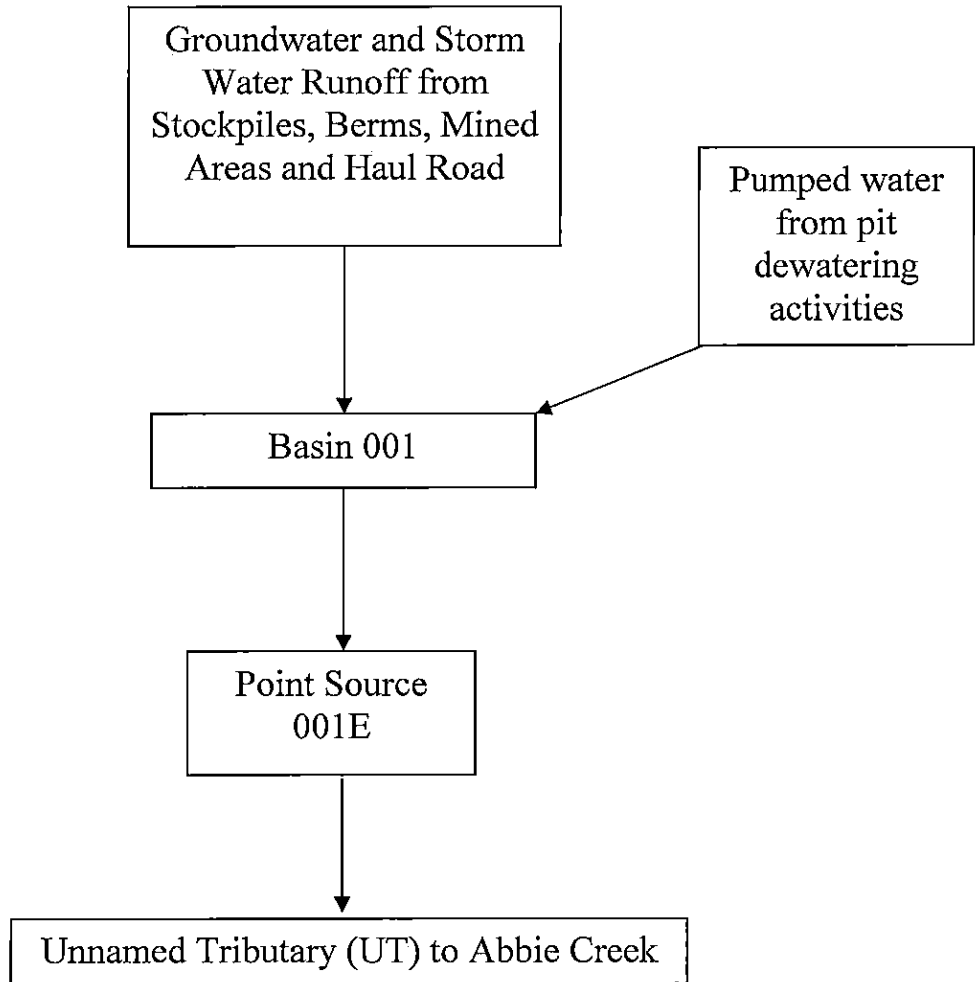 Groundwater and Storm
Water Runoff from
Stockpiles, Berms, Mined
Areas and Haul Road
Pumped water
from pit
dewatering
activities
Basin 001
Point Source
001E
Unnamed Tributary (UT) to Abbie Creek